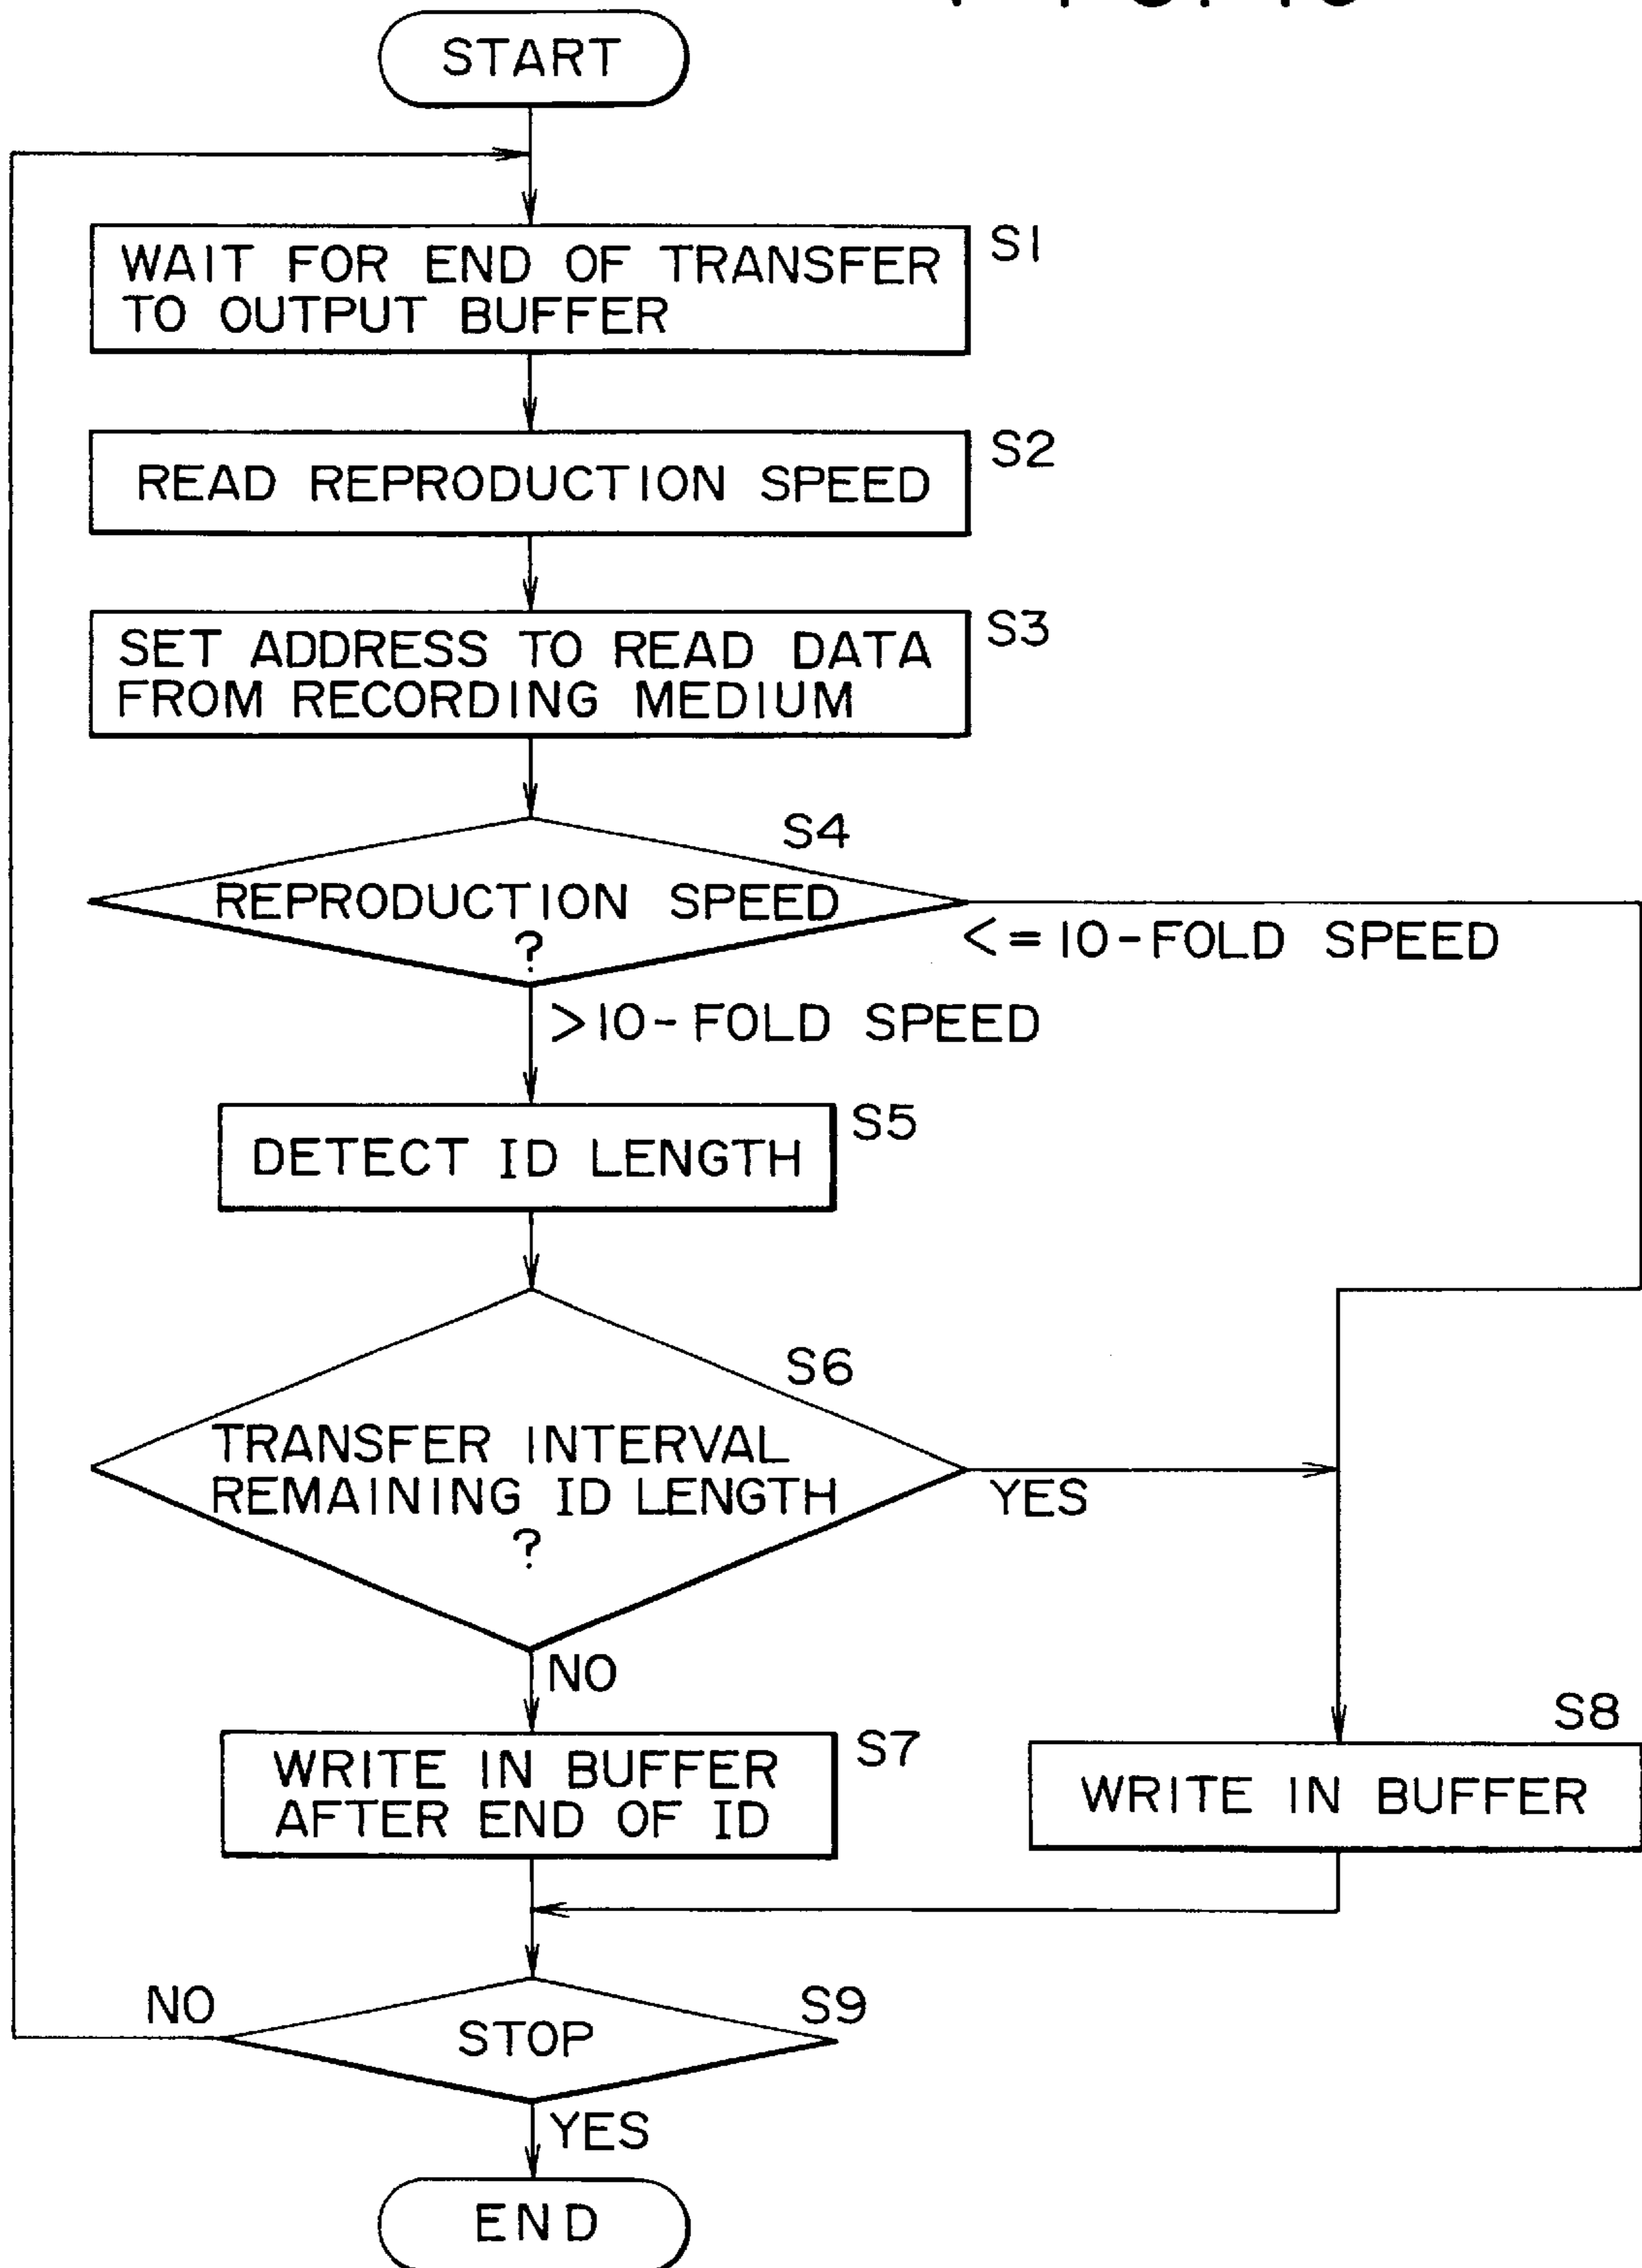 START
WAIT FOR END OF TRANSFER
TO OUTPUT BUFFER
S1
READ REPRODUCTION SPEED
S2
SET ADDRESS TO READ DATA
FROM RECORDING MEDIUM
S3
S4
REPRODUCTION SPEED
?
<=10-FOLD SPEED
>10-FOLD SPEED
DETECT ID LENGTH
S5
S6
TRANSFER INTERVAL
REMAINING ID LENGTH
?
YES
NO
WRITE IN BUFFER
AFTER END OF ID
S7
S8
WRITE IN BUFFER
NO
STOP
S9
YES
END